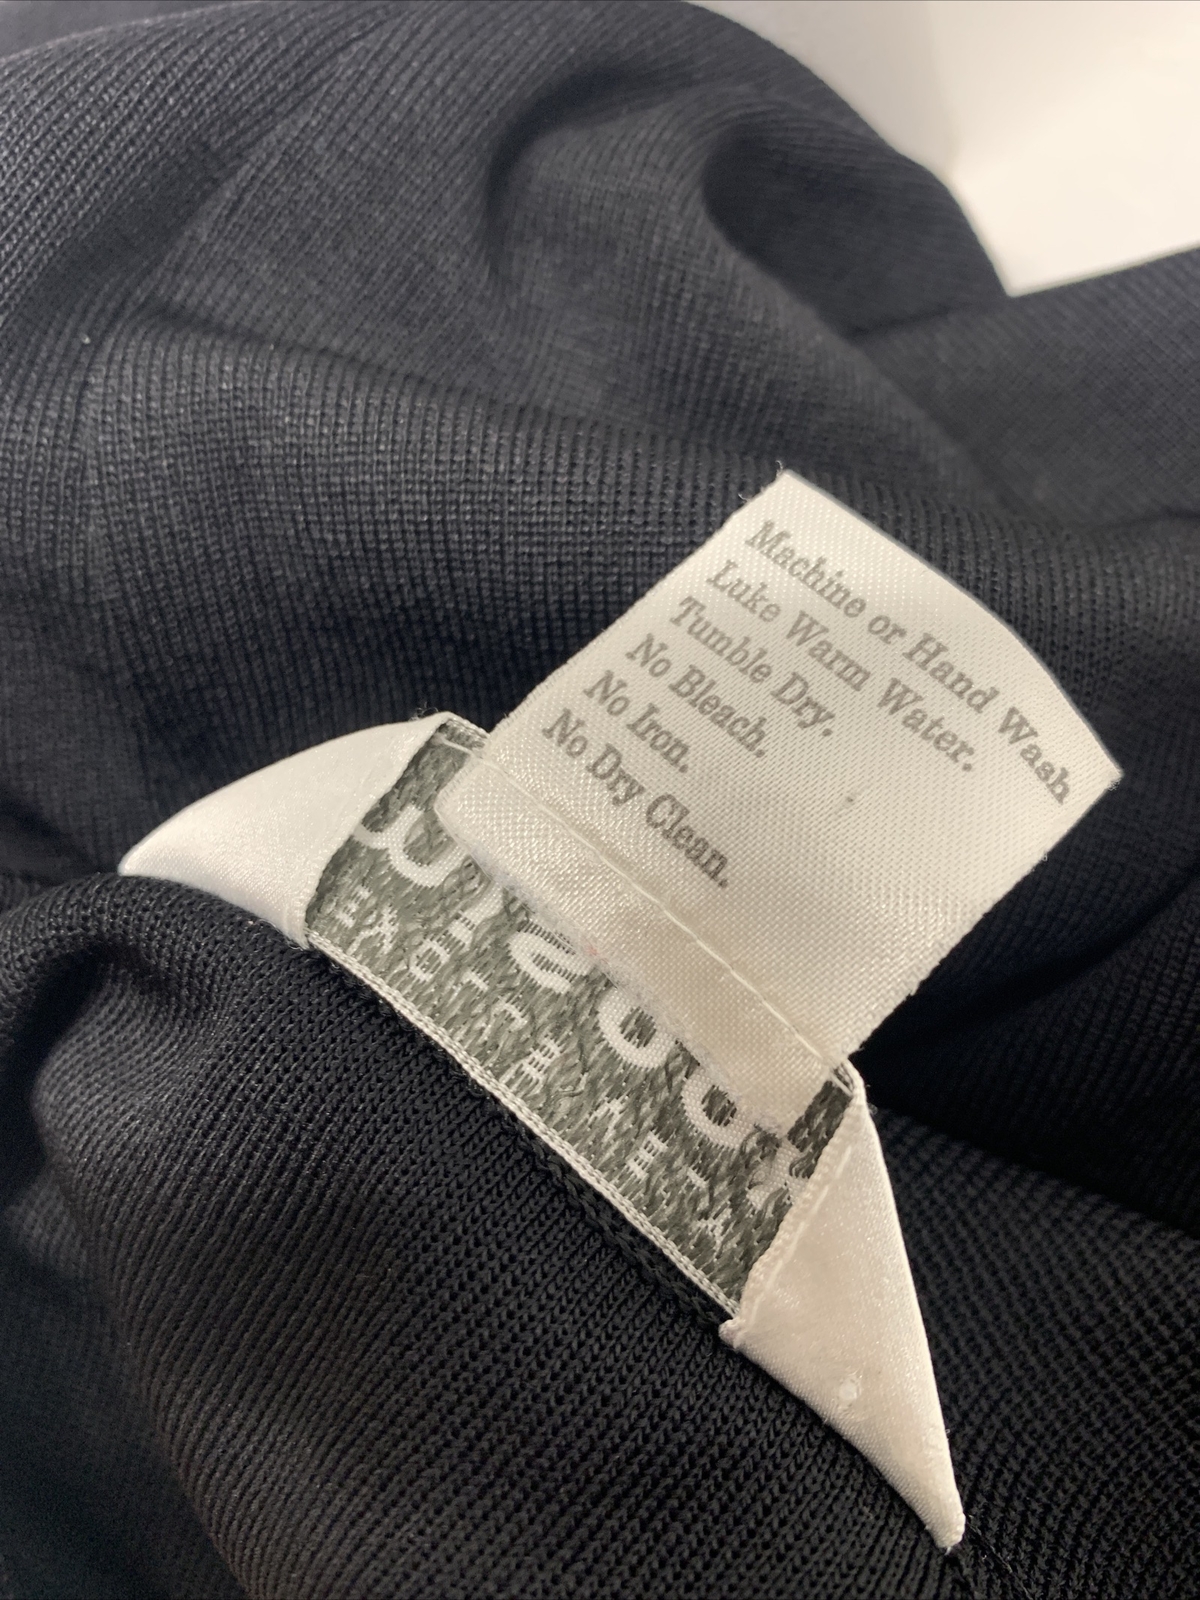 Machine or Hand Wash
Luke Warm Water.
Tumble Dry.
No Bleach.
No Iron.
No Dry Clean.